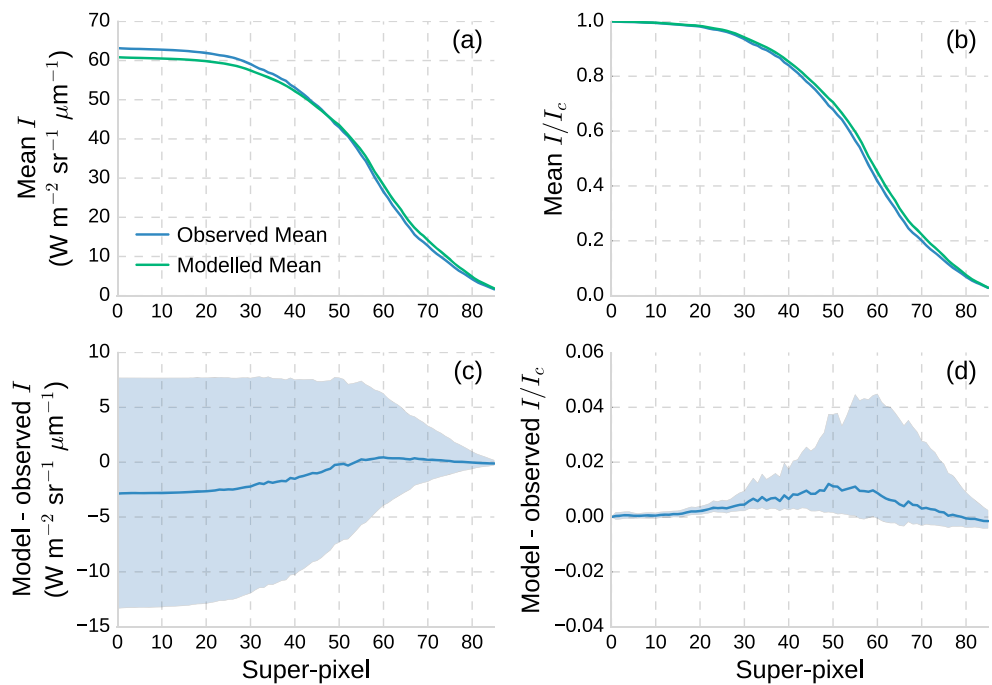 (a)
Mean I
(W m−2 sr−1 μm−1)
70
60
50
40
30
20
10
0
Observed Mean
Modelled Mean
0 10 20 30 40 50 60 70 80
(b)
Mean I/Ic
1.0
0.8
0.6
0.4
0.2
0.0
0 10 20 30 40 50 60 70 80
(c)
Model - observed I
(W m−2 sr−1 μm−1)
10
5
0
−5
−10
−15
0 10 20 30 40 50 60 70 80
Super-pixel
(d)
Model - observed I/Ic
0.06
0.04
0.02
0.00
−0.02
−0.04
0 10 20 30 40 50 60 70 80
Super-pixel